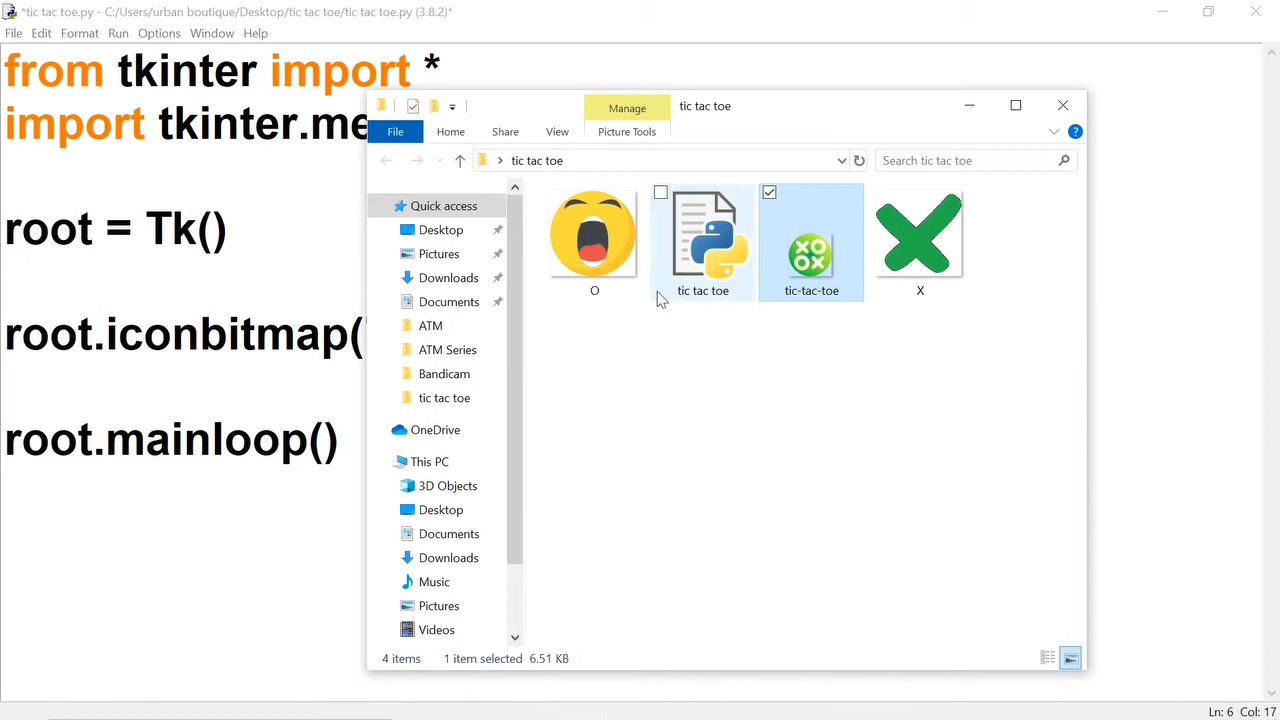 *tic tac toe.py - C:/Users/urban boutique/Desktop/tic tac toe/tic tac toe.py (3.8.2)*
File Edit Format Run Options Window Help
from tkinter import *
import tkinter.me
root = Tk()
root.iconbitmap(
root.mainloop()
Manage
tic tac toe
File Home Share View Picture Tools
?
tic tac toe
Search tic tac toe
Quick access
Desktop
Pictures
Downloads
Documents
ATM
ATM Series
Bandicam
tic tac toe
OneDrive
This PC
3D Objects
Desktop
Documents
Downloads
Music
Pictures
Videos
XO
OX
O
tic tac toe
tic-tac-toe
X
4 items 1 item selected 6.51 KB
Ln: 6 Col: 17